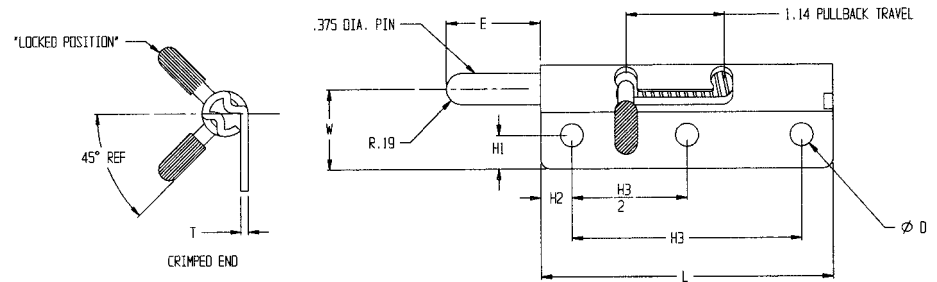 "LOCKED POSITION"
45° REF
T
CRIMPED END
.375 DIA. PIN
E
1.14 PULLBACK TRAVEL
W
R.19
H1
H2
H3
2
H3
L
Ø D